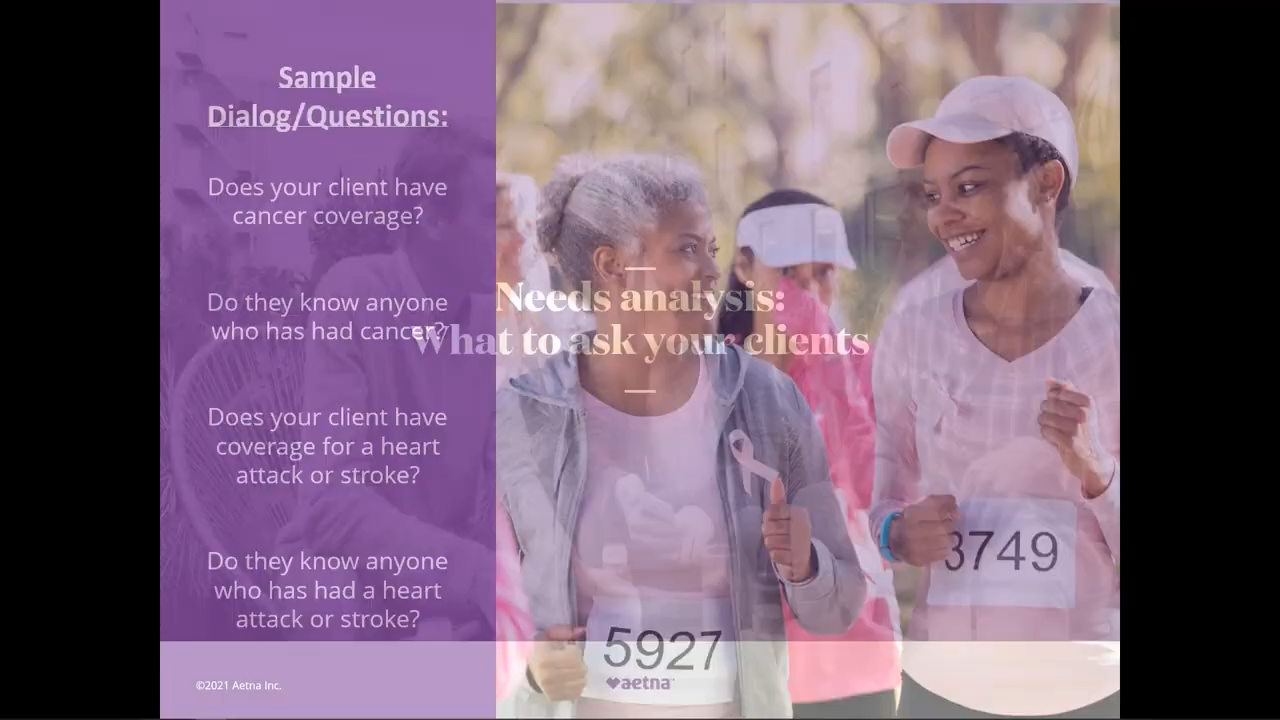 Sample
Dialog/Questions:
Does your client have
cancer coverage?
Do they know anyone
who has had cancer?
Does your client have
coverage for a heart
attack or stroke?
Do they know anyone
who has had a heart
attack or stroke?
©2021 Aetna Inc.
Needs analysis:
What to ask your clients
3749
5927
aetna™